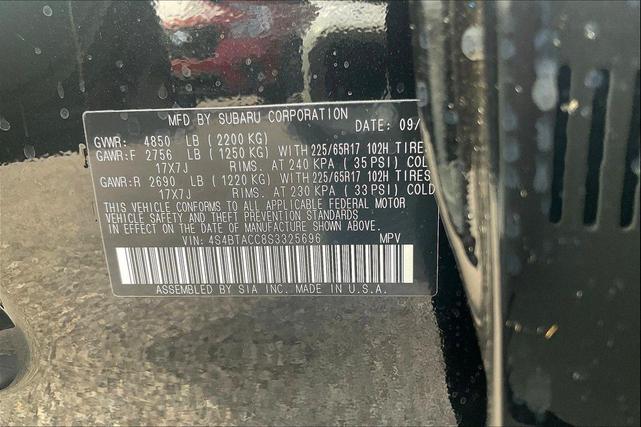 MFD BY SUBARU CORPORATION
DATE: 09/
GVWR: 4850 LB (2200 KG)
GAWR:F 2756 LB (1250 KG) WITH 225/65R17 102H TIRE
17X7J RIMS. AT 240 KPA (35 PSI) COL
GAWR:R 2690 LB (1220 KG) WITH 225/65R17 102H TIRES
17X7J RIMS. AT 230 KPA (33 PSI) COLD
THIS VEHICLE CONFORMS TO ALL APPLICABLE FEDERAL MOTOR
VEHICLE SAFETY AND THEFT PREVENTION STANDARDS
IN EFFECT ON THE DATE OF MANUFACTURE SHOWN ABOVE.
VIN: 4S4BTACC8S3325696 MPV
ASSEMBLED BY SIA INC. MADE IN U.S.A.